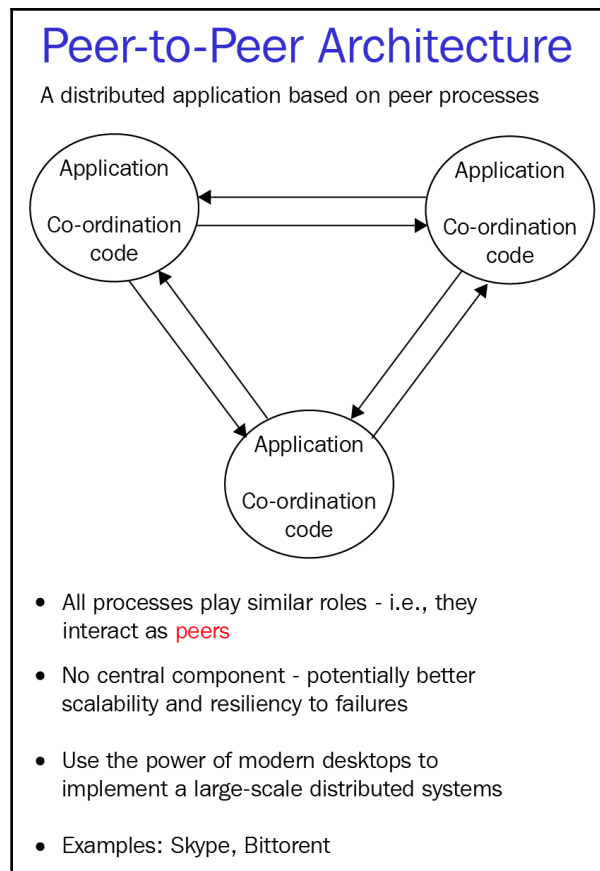 Peer-to-Peer Architecture
A distributed application based on peer processes
Application
Co-ordination
code
Application
Co-ordination
code
Application
Co-ordination
code
• All processes play similar roles - i.e., they
interact as peers
• No central component - potentially better
scalability and resiliency to failures
• Use the power of modern desktops to
implement a large-scale distributed systems
• Examples: Skype, Bittorent